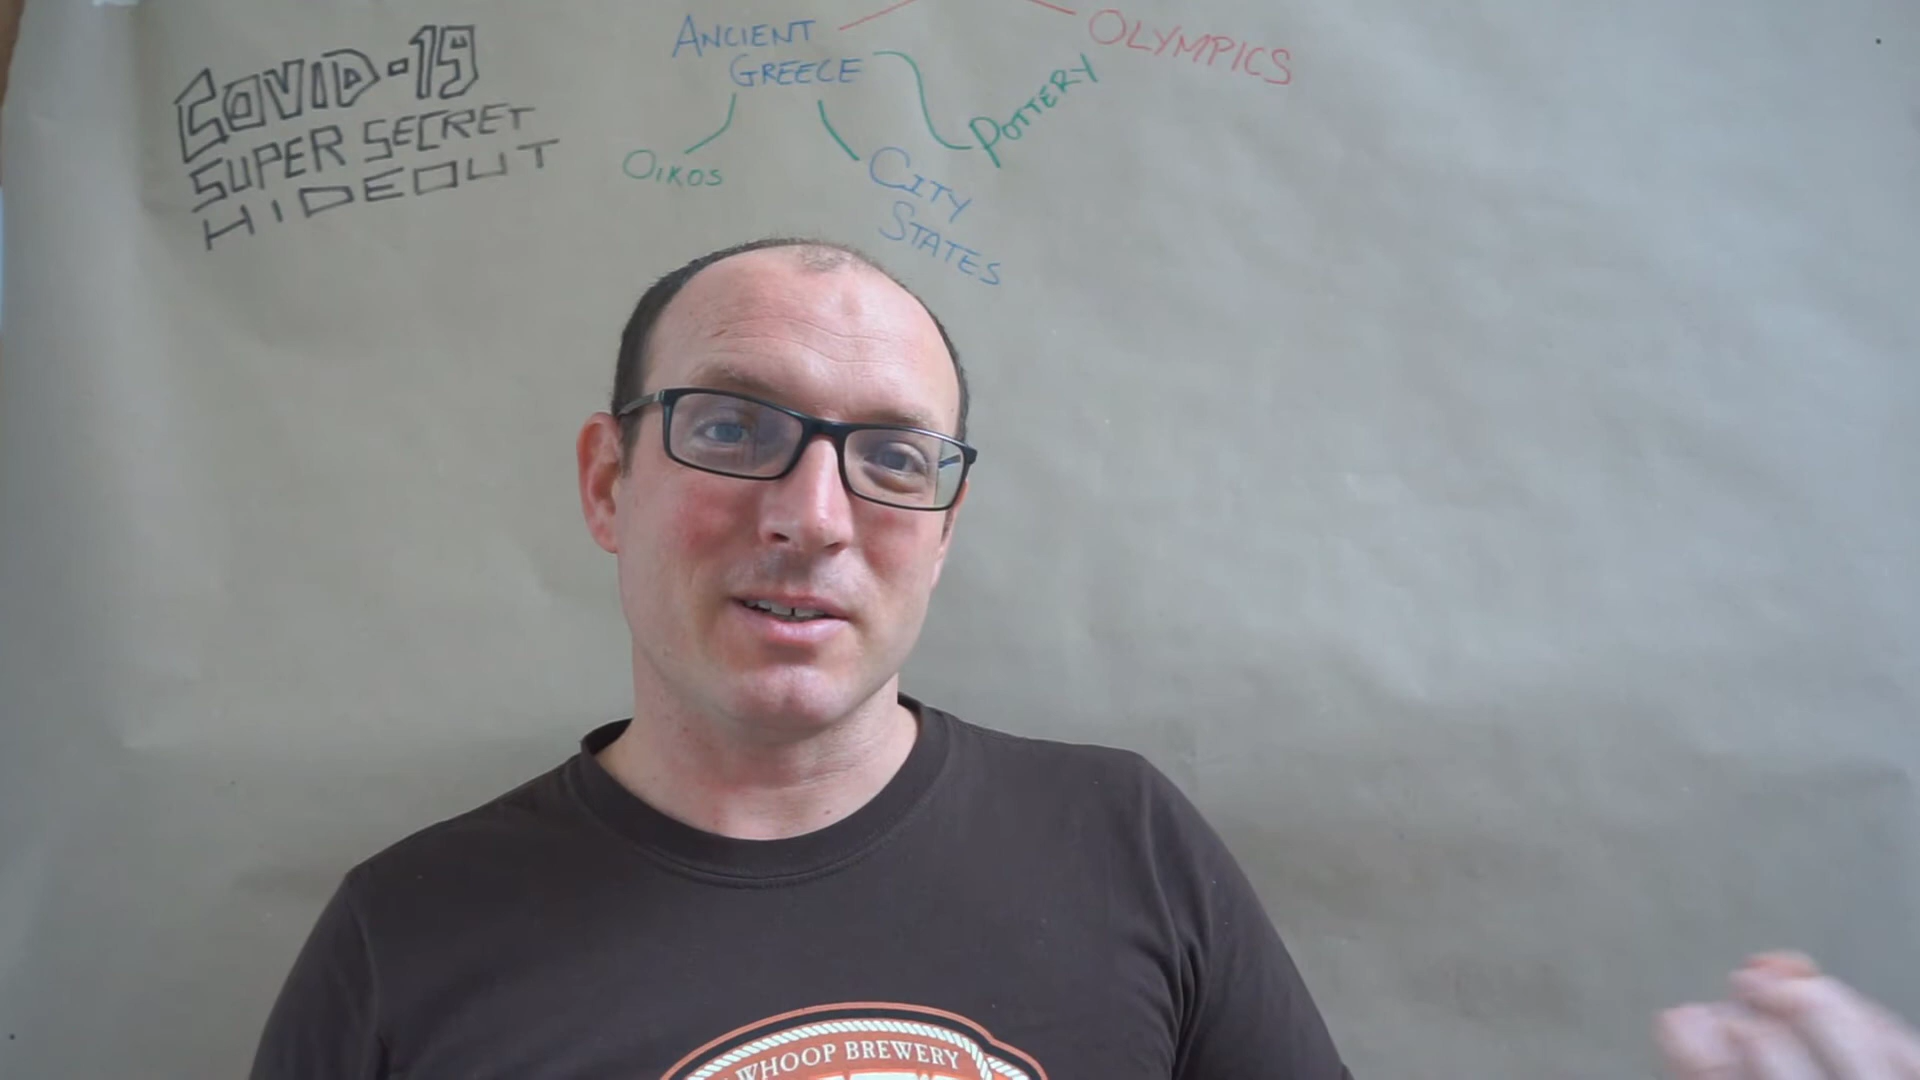 COVID-19
SUPER SECRET
HIDEOUT
ANCIENT
GREECE
OLYMPICS
POTTERY
OIKOS
CITY
STATES
WHOOP BREWERY